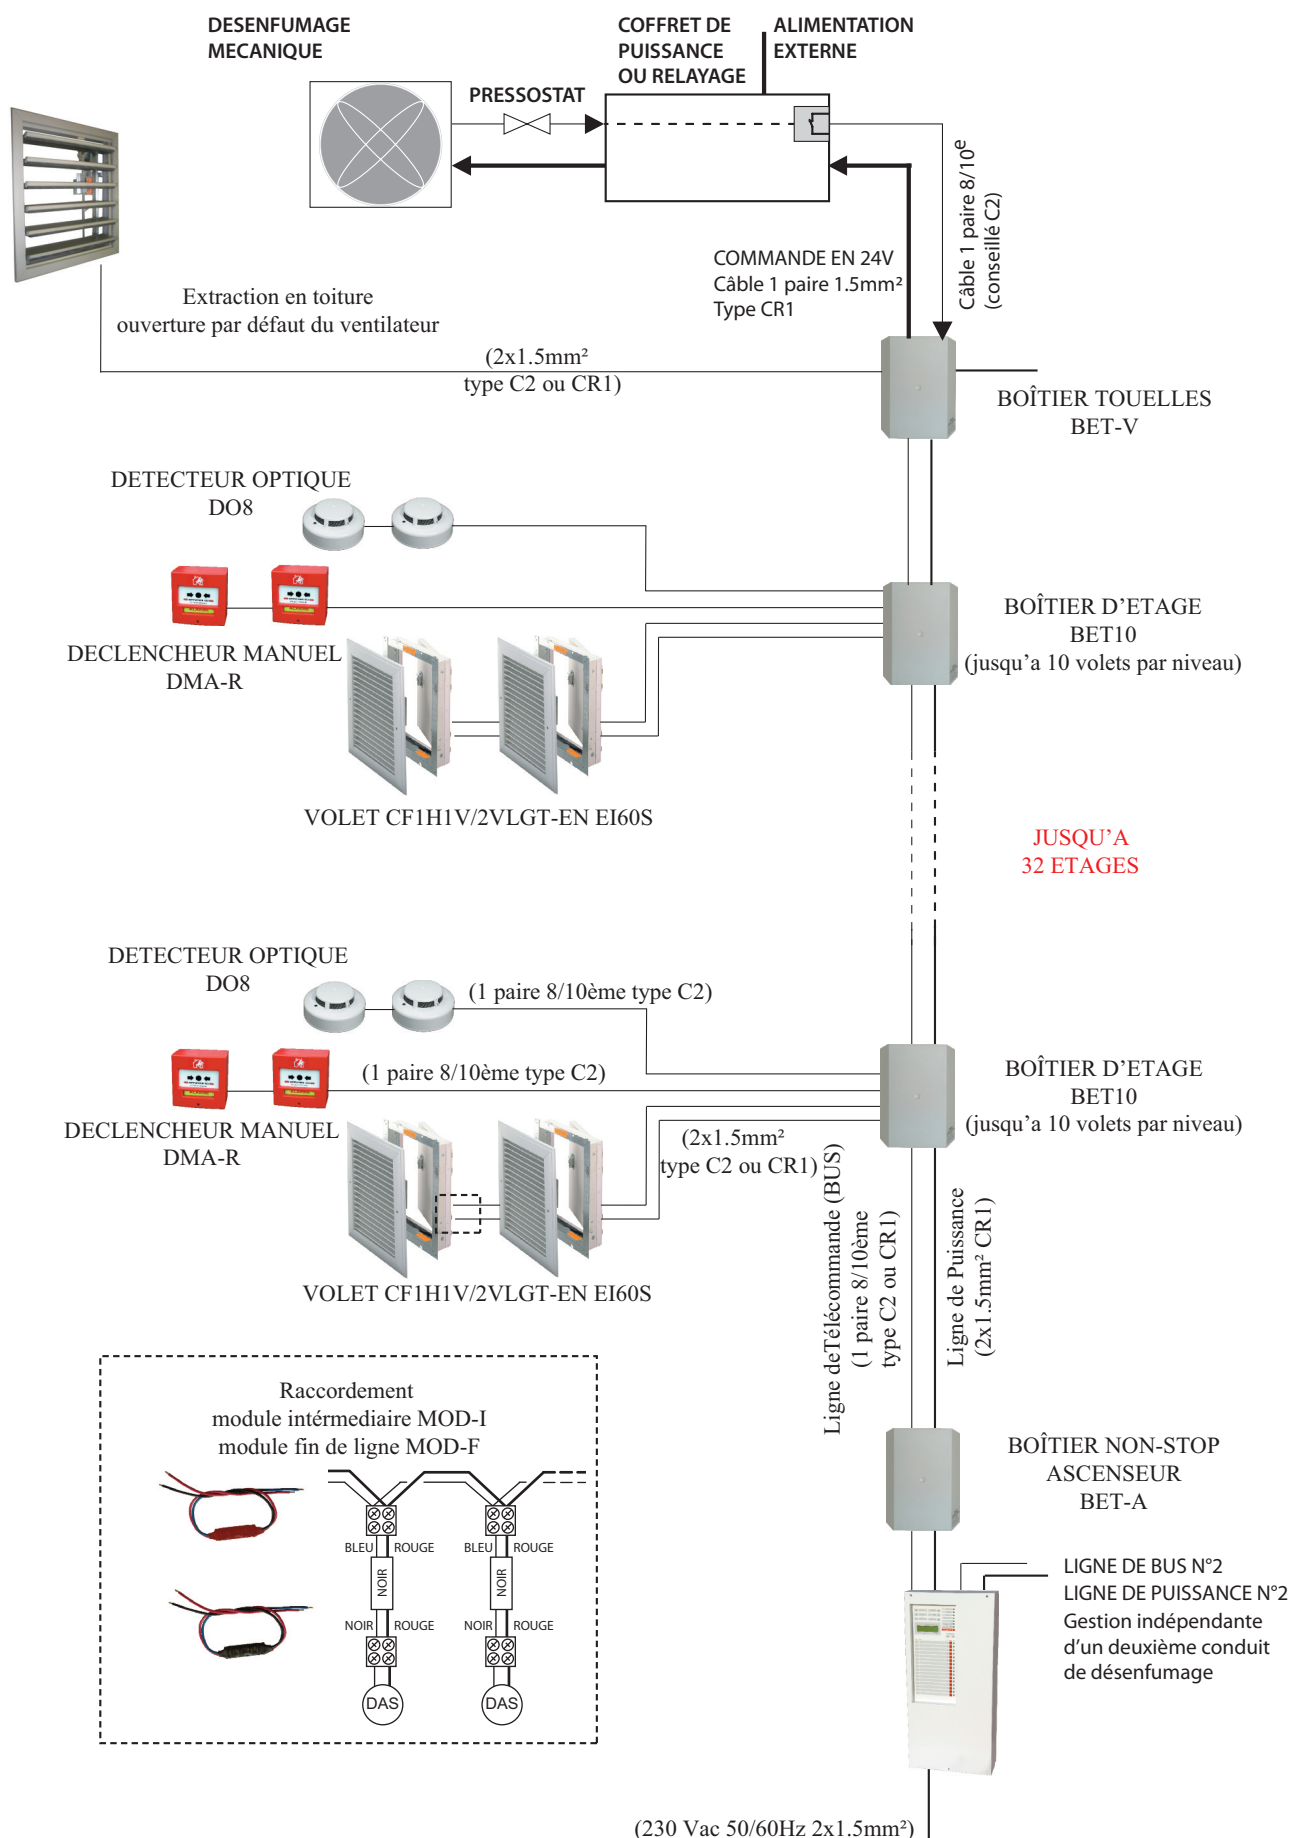 DESENFUMAGE
MECANIQUE
COFFRET DE
PUISSANCE
OU RELAYAGE
ALIMENTATION
EXTERNE
PRESSOSTAT
Câble 1 paire 8/10e
(conseillé C2)
COMMANDE EN 24V
Câble 1 paire 1.5mm²
Type CR1
Extraction en toiture
ouverture par défaut du ventilateur
(2x1.5mm²
type C2 ou CR1)
BOÎTIER TOUELLES
BET-V
DETECTEUR OPTIQUE
DO8
DECLENCHEUR MANUEL
DMA-R
BOÎTIER D'ETAGE
BET10
(jusqu'a 10 volets par niveau)
VOLET CF1H1V/2VLGT-EN EI60S
JUSQU'A
32 ETAGES
DETECTEUR OPTIQUE
DO8
(1 paire 8/10ème type C2)
(1 paire 8/10ème type C2)
DECLENCHEUR MANUEL
DMA-R
BOÎTIER D'ETAGE
BET10
(jusqu'a 10 volets par niveau)
(2x1.5mm²
type C2 ou CR1)
VOLET CF1H1V/2VLGT-EN EI60S
Ligne deTélécommande (BUS)
(1 paire 8/10ème
type C2 ou CR1)
Ligne de Puissance
(2x1.5mm² CR1)
Raccordement
module intérmediaire MOD-I
module fin de ligne MOD-F
BLEU ROUGE
BLEU ROUGE
NOIR
NOIR
NOIR ROUGE
NOIR ROUGE
DAS
DAS
BOÎTIER NON-STOP
ASCENSEUR
BET-A
LIGNE DE BUS N°2
LIGNE DE PUISSANCE N°2
Gestion indépendante
d'un deuxième conduit
de désenfumage
(230 Vac 50/60Hz 2x1.5mm²)